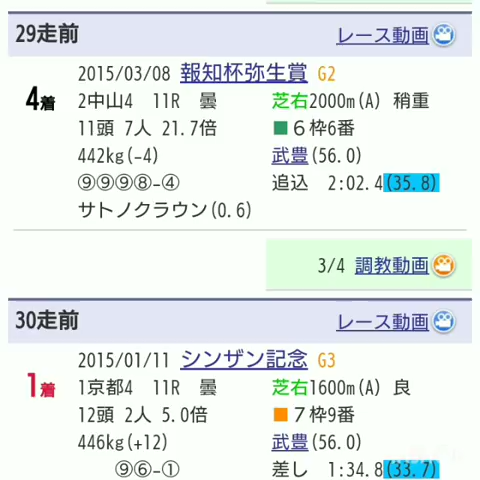 29走前 レース動画
2015/03/08 報知杯弥生賞 G2
4着 2中山4 11R 曇 芝右2000m(A) 稍重
11頭 7人 21.7倍 ■6枠6番
442kg(-4) 武豊(56.0)
⑨⑨⑨⑧-④ 追込 2:02.4(35.8)
サトノクラウン(0.6)
3/4 調教動画
30走前 レース動画
2015/01/11 シンザン記念 G3
1着 1京都4 11R 曇 芝右1600m(A) 良
12頭 2人 5.0倍 ■7枠9番
446kg(+12) 武豊(56.0)
⑨⑥-① 差し 1:34.8(33.7)